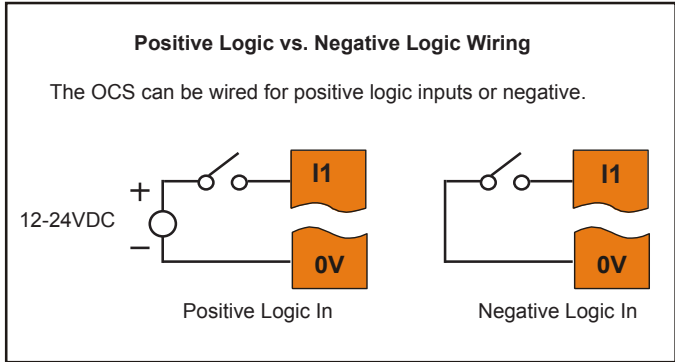 Positive Logic vs. Negative Logic Wiring
The OCS can be wired for positive logic inputs or negative.
I1
I1
+
12-24VDC
–
0V
0V
Positive Logic In
Negative Logic In